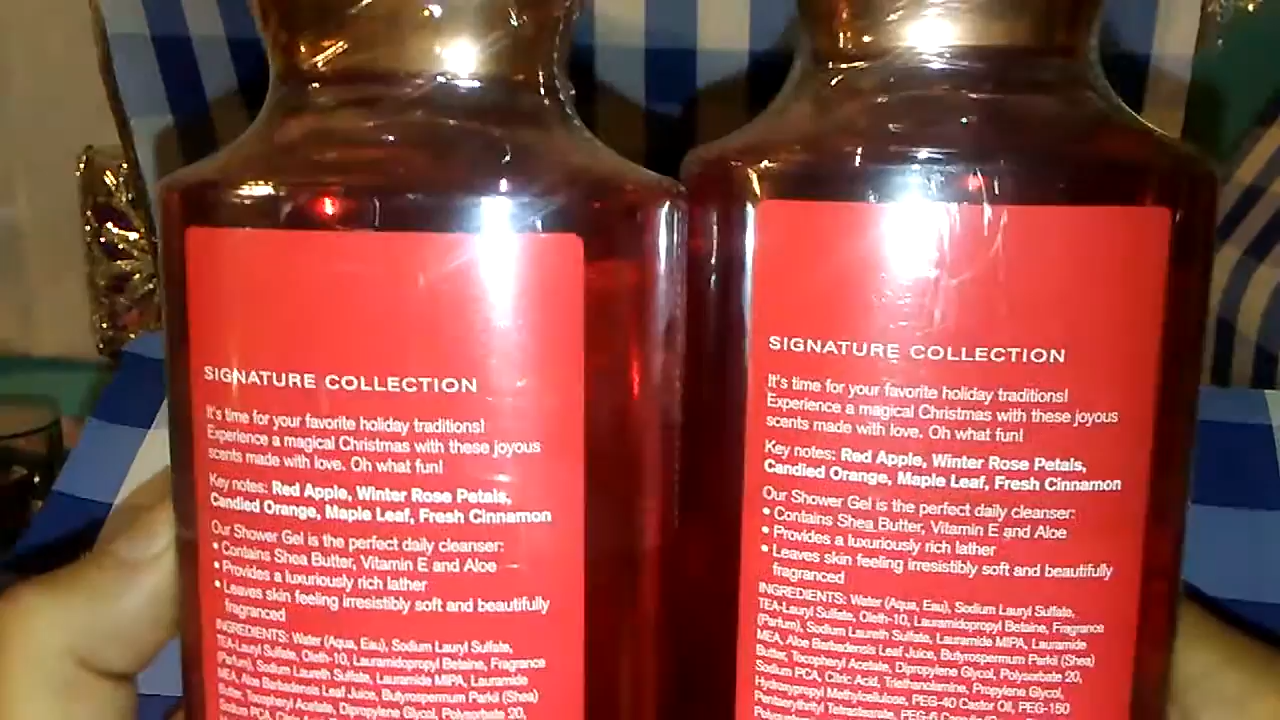 SIGNATURE COLLECTION
It's time for your favorite holiday traditions!
Experience a magical Christmas with these joyous
scents made with love. Oh what fun!
Key notes: Red Apple, Winter Rose Petals,
Candied Orange, Maple Leaf, Fresh Cinnamon
Our Shower Gel is the perfect daily cleanser:
• Contains Shea Butter, Vitamin E and Aloe
• Provides a luxuriously rich lather
• Leaves skin feeling irresistibly soft and beautifully
fragranced
INGREDIENTS: Water (Aqua, Eau), Sodium Lauryl Sulfate,
TEA-Lauryl Sulfate, Oleth-10, Lauramidopropyl Betaine, Fragrance
(Parfum), Sodium Laureth Sulfate, Lauramide MIPA, Lauramide
MEA, Aloe Barbadensis Leaf Juice, Butyrospermum Parkii (Shea)
Butter, Tocopheryl Acetate, Dipropylene Glycol, Polysorbate 20,
Sodium PCA, Citric
SIGNATURE COLLECTION
It's time for your favorite holiday traditions!
Experience a magical Christmas with these joyous
scents made with love. Oh what fun!
Key notes: Red Apple, Winter Rose Petals,
Candied Orange, Maple Leaf, Fresh Cinnamon
Our Shower Gel is the perfect daily cleanser:
• Contains Shea Butter, Vitamin E and Aloe
• Provides a luxuriously rich lather
• Leaves skin feeling irresistibly soft and beautifully
fragranced
INGREDIENTS: Water (Aqua, Eau), Sodium Lauryl Sulfate,
TEA-Lauryl Sulfate, Oleth-10, Lauramidopropyl Betaine, Fragrance
(Parfum), Sodium Laureth Sulfate, Lauramide MIPA, Lauramide
MEA, Aloe Barbadensis Leaf Juice, Butyrospermum Parkii (Shea)
Butter, Tocopheryl Acetate, Dipropylene Glycol, Polysorbate 20,
Sodium PCA, Citric Acid, Triethanolamine, Propylene Glycol,
Hydroxypropyl Methylcellulose, PEG-40 Castor Oil, PEG-150
Pentaerythrityl Tetrastearate, PEG-6